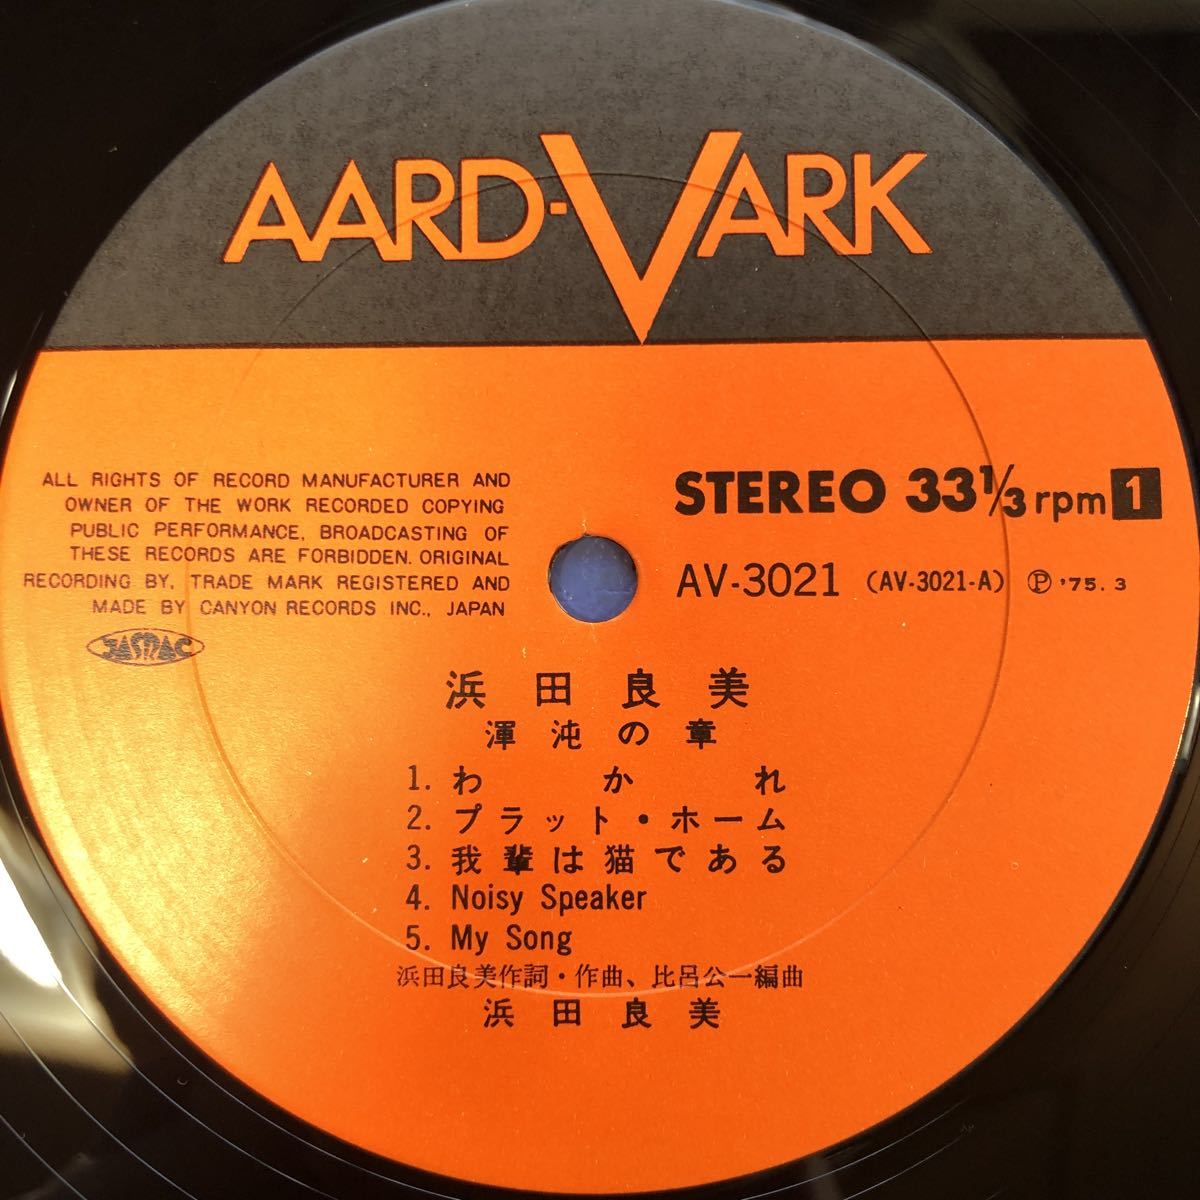 AARD-VARK
ALL RIGHTS OF RECORD MANUFACTURER AND
OWNER OF THE WORK RECORDED COPYING
PUBLIC PERFORMANCE, BROADCASTING OF
THESE RECORDS ARE FORBIDDEN. ORIGINAL
RECORDING BY, TRADE MARK REGISTERED AND
MADE BY CANYON RECORDS INC., JAPAN
JASRAC
STEREO 33⅓ rpm 1
AV-3021 (AV-3021-A) Ⓟ '75. 3
浜田良美
渾沌の章
1. わかれ
2. プラット・ホーム
3. 我輩は猫である
4. Noisy Speaker
5. My Song
浜田良美作詞・作曲、比呂公一編曲
浜田良美